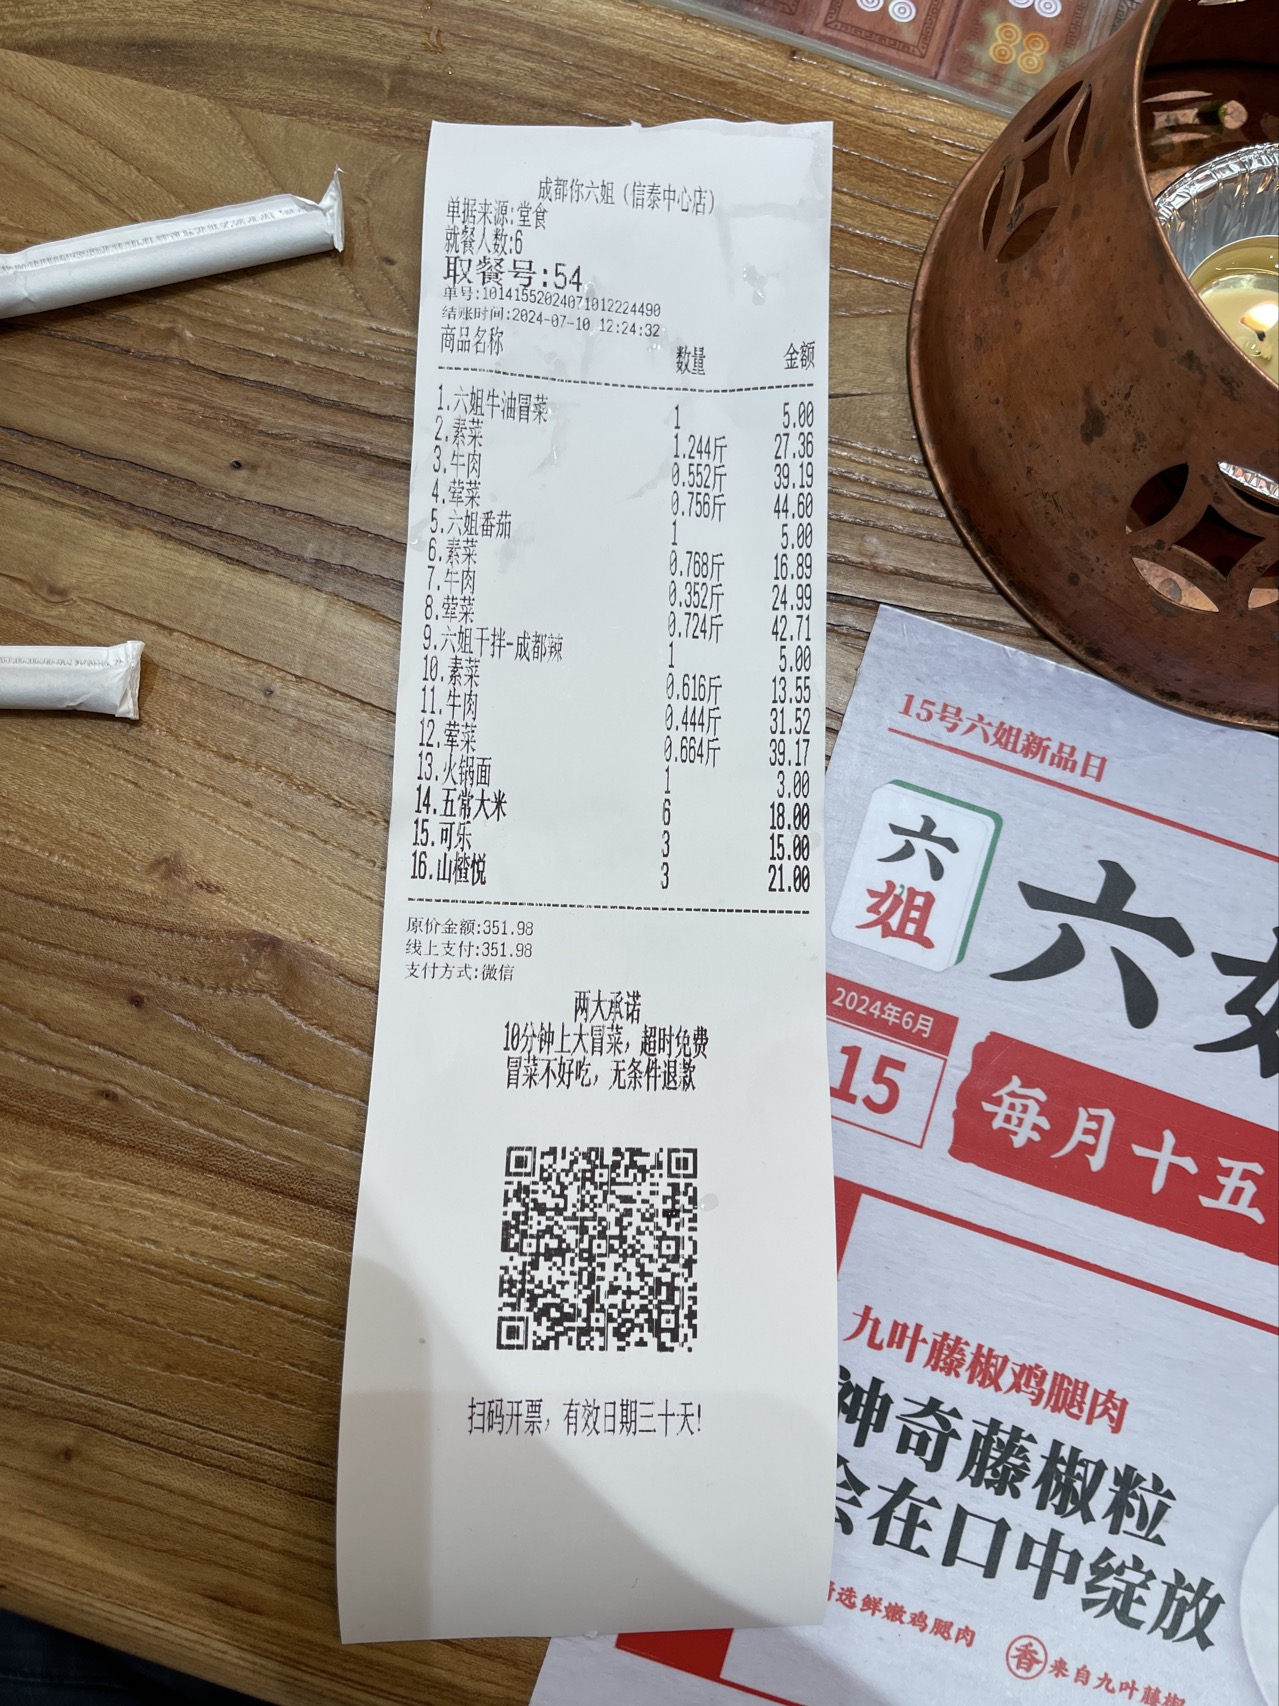 成都你六姐（信泰中心店）
单据来源:堂食
就餐人数:6
取餐号:54
单号:10141552024071012224490
结账时间:2024-07-10 12:24:32
商品名称 数量 金额
1.六姐牛油冒菜 1 5.00
2.素菜 1.244斤 27.36
3.牛肉 0.552斤 39.19
4.荤菜 0.756斤 44.60
5.六姐番茄 1 5.00
6.素菜 0.768斤 16.89
7.牛肉 0.352斤 24.99
8.荤菜 0.724斤 42.71
9.六姐干拌-成都辣 1 5.00
10.素菜 0.616斤 13.55
11.牛肉 0.444斤 31.52
12.荤菜 0.664斤 39.17
13.火锅面 1 3.00
14.五常大米 6 18.00
15.可乐 3 15.00
16.山楂悦 3 21.00
原价金额:351.98
线上支付:351.98
支付方式:微信
两大承诺
10分钟上大冒菜，超时免费
冒菜不好吃，无条件退款
扫码开票，有效日期三十天!
15号六姐新品日
六姐
六
2024年6月
15
每月十五
九叶藤椒鸡腿肉
神奇藤椒粒
会在口中绽放
选鲜嫩鸡腿肉
香 来自九叶藤椒